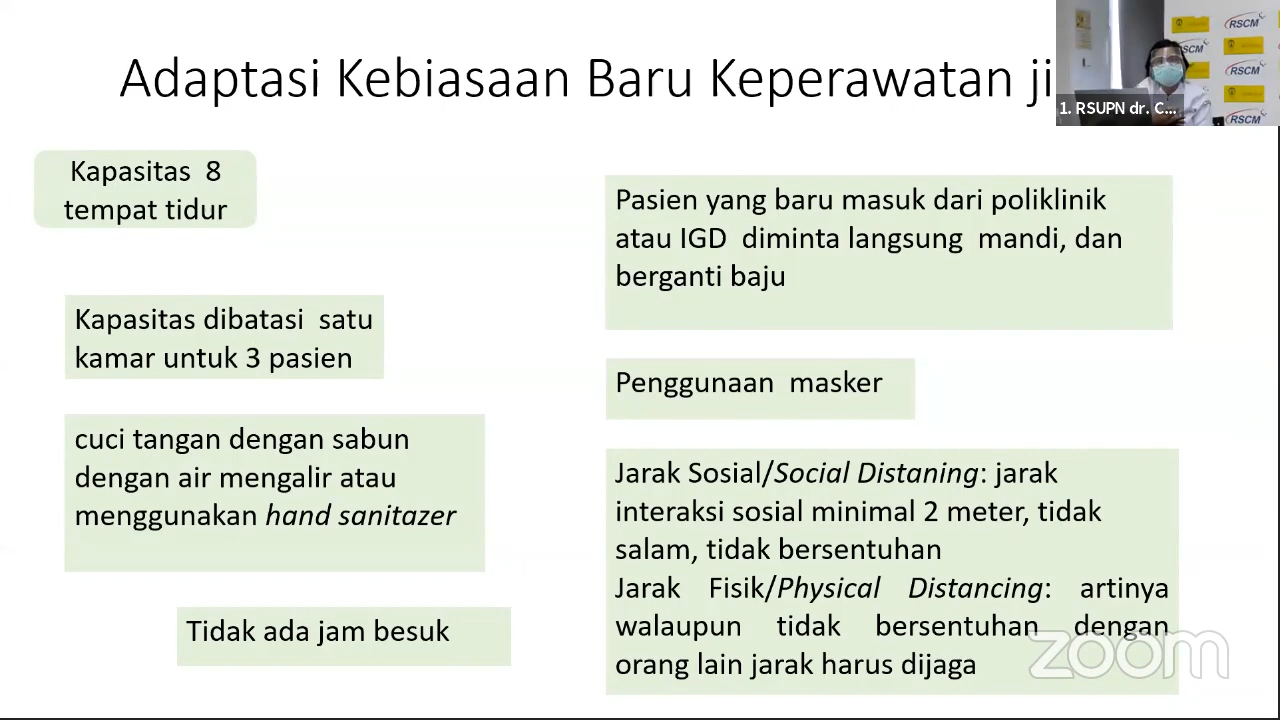 Adaptasi Kebiasaan Baru Keperawatan ji
Kapasitas 8
tempat tidur
Kapasitas dibatasi satu
kamar untuk 3 pasien
cuci tangan dengan sabun
dengan air mengalir atau
menggunakan hand sanitazer
Tidak ada jam besuk
Pasien yang baru masuk dari poliklinik
atau IGD diminta langsung mandi, dan
berganti baju
Penggunaan masker
Jarak Sosial/Social Distaning: jarak
interaksi sosial minimal 2 meter, tidak
salam, tidak bersentuhan
Jarak Fisik/Physical Distancing: artinya
walaupun tidak bersentuhan dengan
orang lain jarak harus dijaga
RSCM
SCM
RSCM
RSCM
1. RSUPN dr. C...
zoom